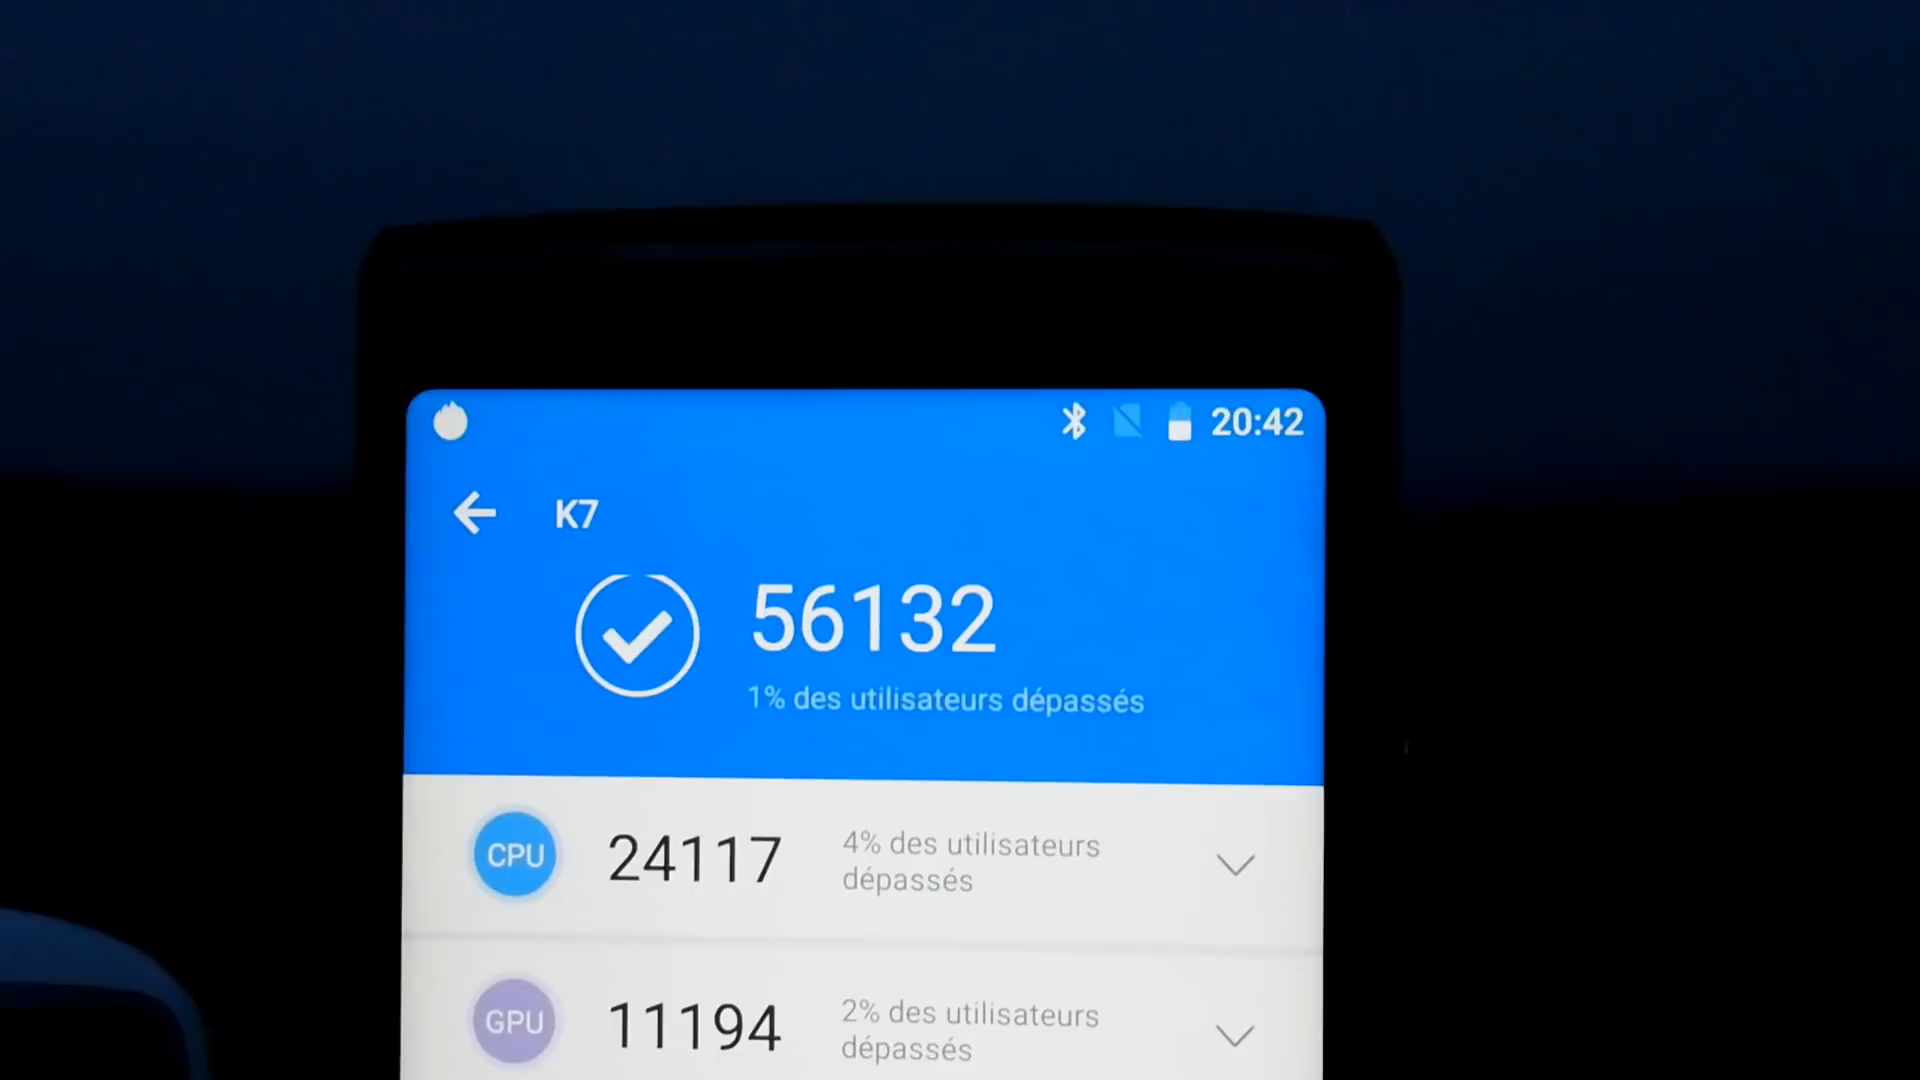 20:42
K7
56132
1% des utilisateurs dépassés
CPU 24117 4% des utilisateurs
dépassés
GPU 11194 2% des utilisateurs
dépassés